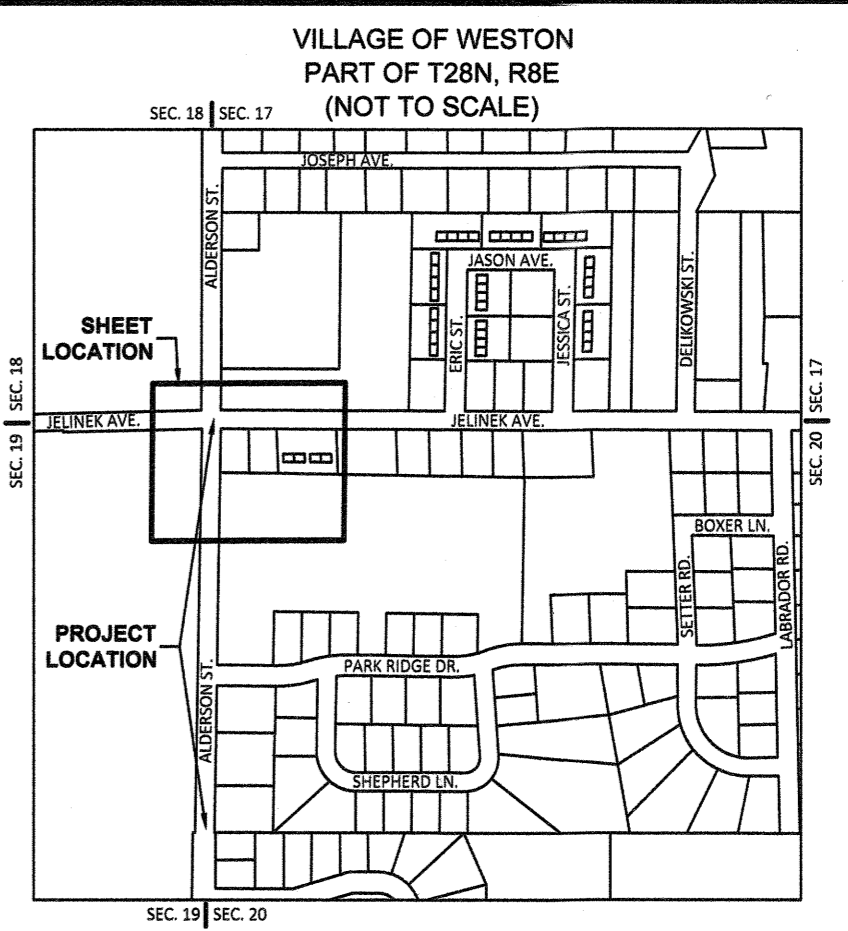 VILLAGE OF WESTON
PART OF T28N, R8E
(NOT TO SCALE)
SEC. 18 SEC. 17
JOSEPH AVE.
ALDERSON ST.
JASON AVE.
ERIC ST.
JESSICA ST.
DELIKOWSKI ST.
SHEET
LOCATION
SEC. 18
SEC. 19
JELINEK AVE.
JELINEK AVE.
SEC. 17
SEC. 20
BOXER LN.
SETTER RD.
LABRADOR RD.
PROJECT
LOCATION
PARK RIDGE DR.
ALDERSON ST.
SHEPHERD LN.
SEC. 19 SEC. 20